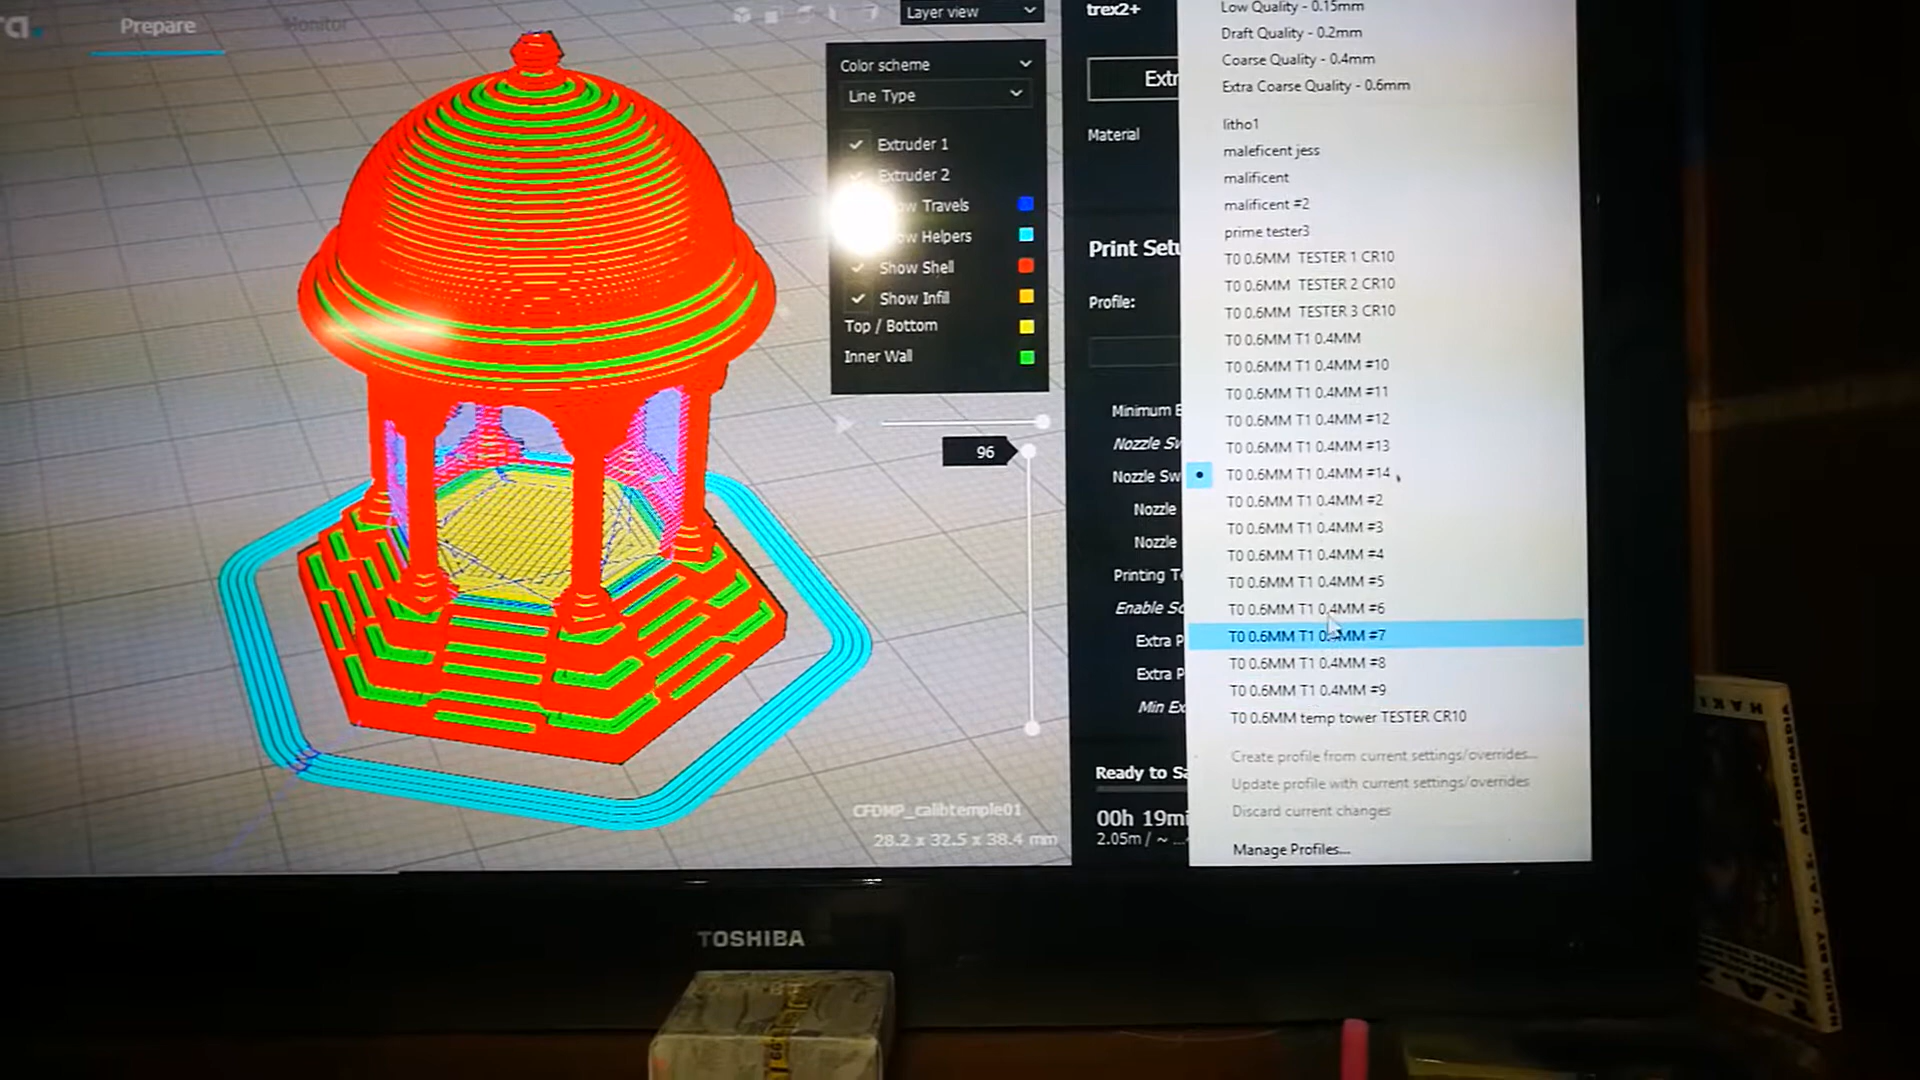 Prepare
Monitor
Layer view
Color scheme
Line Type
Extruder 1
Extruder 2
Travels
Helpers
Show Shell
Show Infill
Top / Bottom
Inner Wall
96
CFDMP_calibtemple01
28.2 x 32.5 x 38.4 mm
trex2+
Material
Profile:
Nozzle
Nozzle
Nozzle
Nozzle
Printing
Enable
Extra
Extra
Min
Ready to
00h 19mi
2.05m / ~ ...
Low Quality - 0.15mm
Draft Quality - 0.2mm
Coarse Quality - 0.4mm
Extra Coarse Quality - 0.6mm
litho1
maleficent jess
malificent
malificent #2
prime tester3
T0 0.6MM TESTER 1 CR10
T0 0.6MM TESTER 2 CR10
T0 0.6MM TESTER 3 CR10
T0 0.6MM T1 0.4MM
T0 0.6MM T1 0.4MM #10
T0 0.6MM T1 0.4MM #11
T0 0.6MM T1 0.4MM #12
T0 0.6MM T1 0.4MM #13
T0 0.6MM T1 0.4MM #14
T0 0.6MM T1 0.4MM #2
T0 0.6MM T1 0.4MM #3
T0 0.6MM T1 0.4MM #4
T0 0.6MM T1 0.4MM #5
T0 0.6MM T1 0.4MM #6
T0 0.6MM T1 0.4MM #7
T0 0.6MM T1 0.4MM #8
T0 0.6MM T1 0.4MM #9
T0 0.6MM temp tower TESTER CR10
Create profile from current settings/overrides...
Update profile with current settings/overrides
Discard current changes
Manage Profiles...
TOSHIBA
AUTONOMEDIA